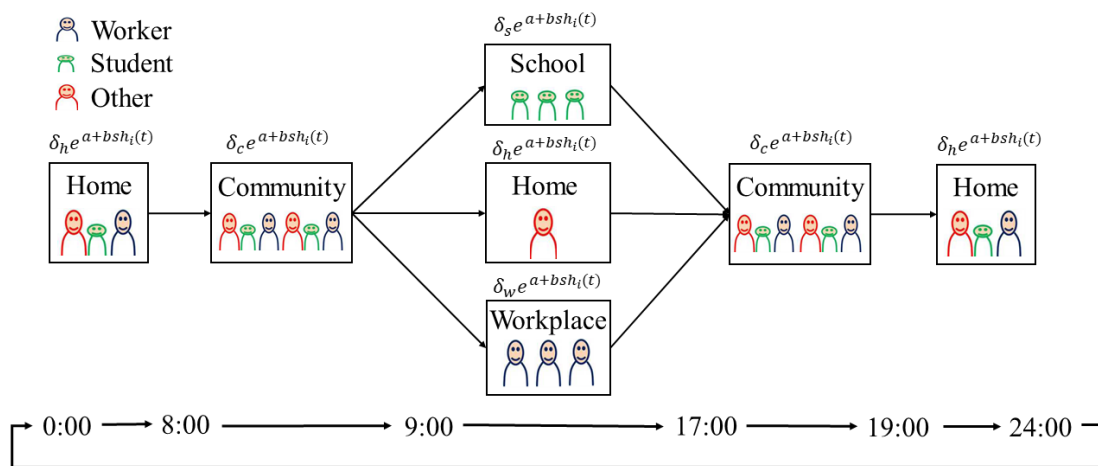 Worker
Student
Other
δ_s e^{a+bsh_i(t)}
School
δ_h e^{a+bsh_i(t)}
Home
δ_c e^{a+bsh_i(t)}
Community
δ_h e^{a+bsh_i(t)}
Home
δ_c e^{a+bsh_i(t)}
Community
δ_h e^{a+bsh_i(t)}
Home
δ_w e^{a+bsh_i(t)}
Workplace
0:00 8:00 9:00 17:00 19:00 24:00